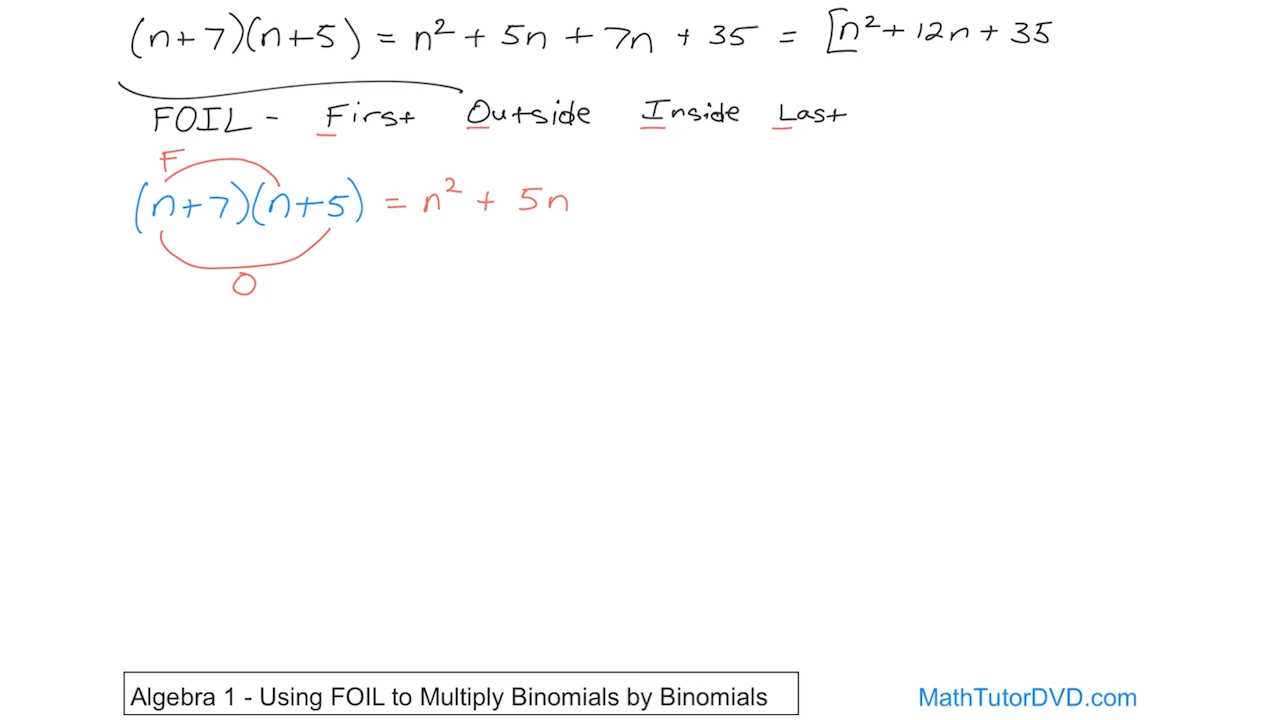 (n+7)(n+5) = n² + 5n + 7n + 35 = [n² + 12n + 35
FOIL - First Outside Inside Last
F
(n+7)(n+5) = n² + 5n
O
Algebra 1 - Using FOIL to Multiply Binomials by Binomials
MathTutorDVD.com